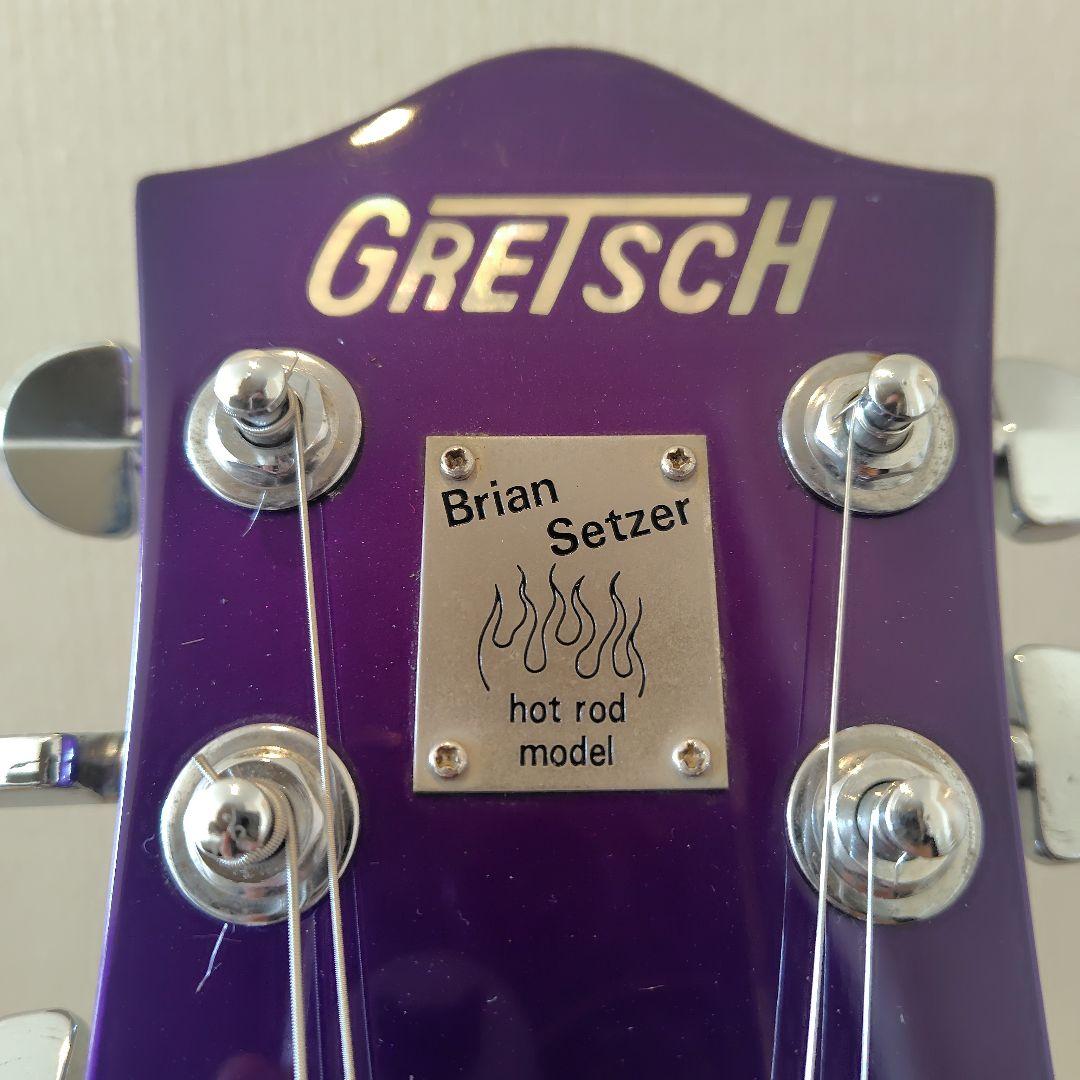 GRETSCH
Brian
Setzer
hot rod
model